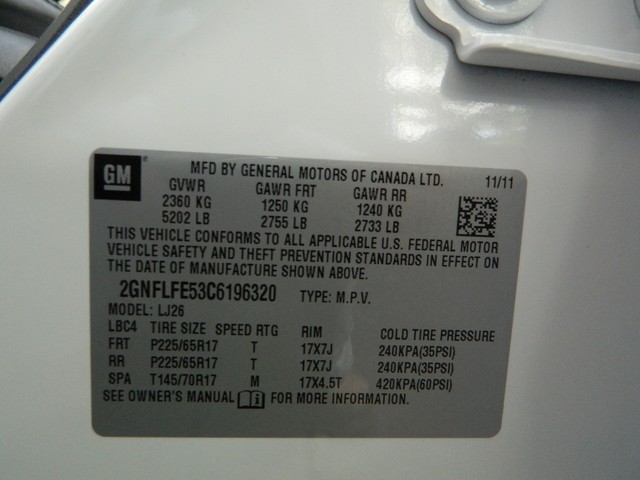 GM
MFD BY GENERAL MOTORS OF CANADA LTD. 11/11
GVWR GAWR FRT GAWR RR
2360 KG 1250 KG 1240 KG
5202 LB 2755 LB 2733 LB
THIS VEHICLE CONFORMS TO ALL APPLICABLE U.S. FEDERAL MOTOR
VEHICLE SAFETY AND THEFT PREVENTION STANDARDS IN EFFECT ON
THE DATE OF MANUFACTURE SHOWN ABOVE.
2GNFLFE53C6196320 TYPE: M.P.V.
MODEL: LJ26
LBC4 TIRE SIZE SPEED RTG RIM COLD TIRE PRESSURE
FRT P225/65R17 T 17X7J 240KPA(35PSI)
RR P225/65R17 T 17X7J 240KPA(35PSI)
SPA T145/70R17 M 17X4.5T 420KPA(60PSI)
SEE OWNER'S MANUAL FOR MORE INFORMATION.